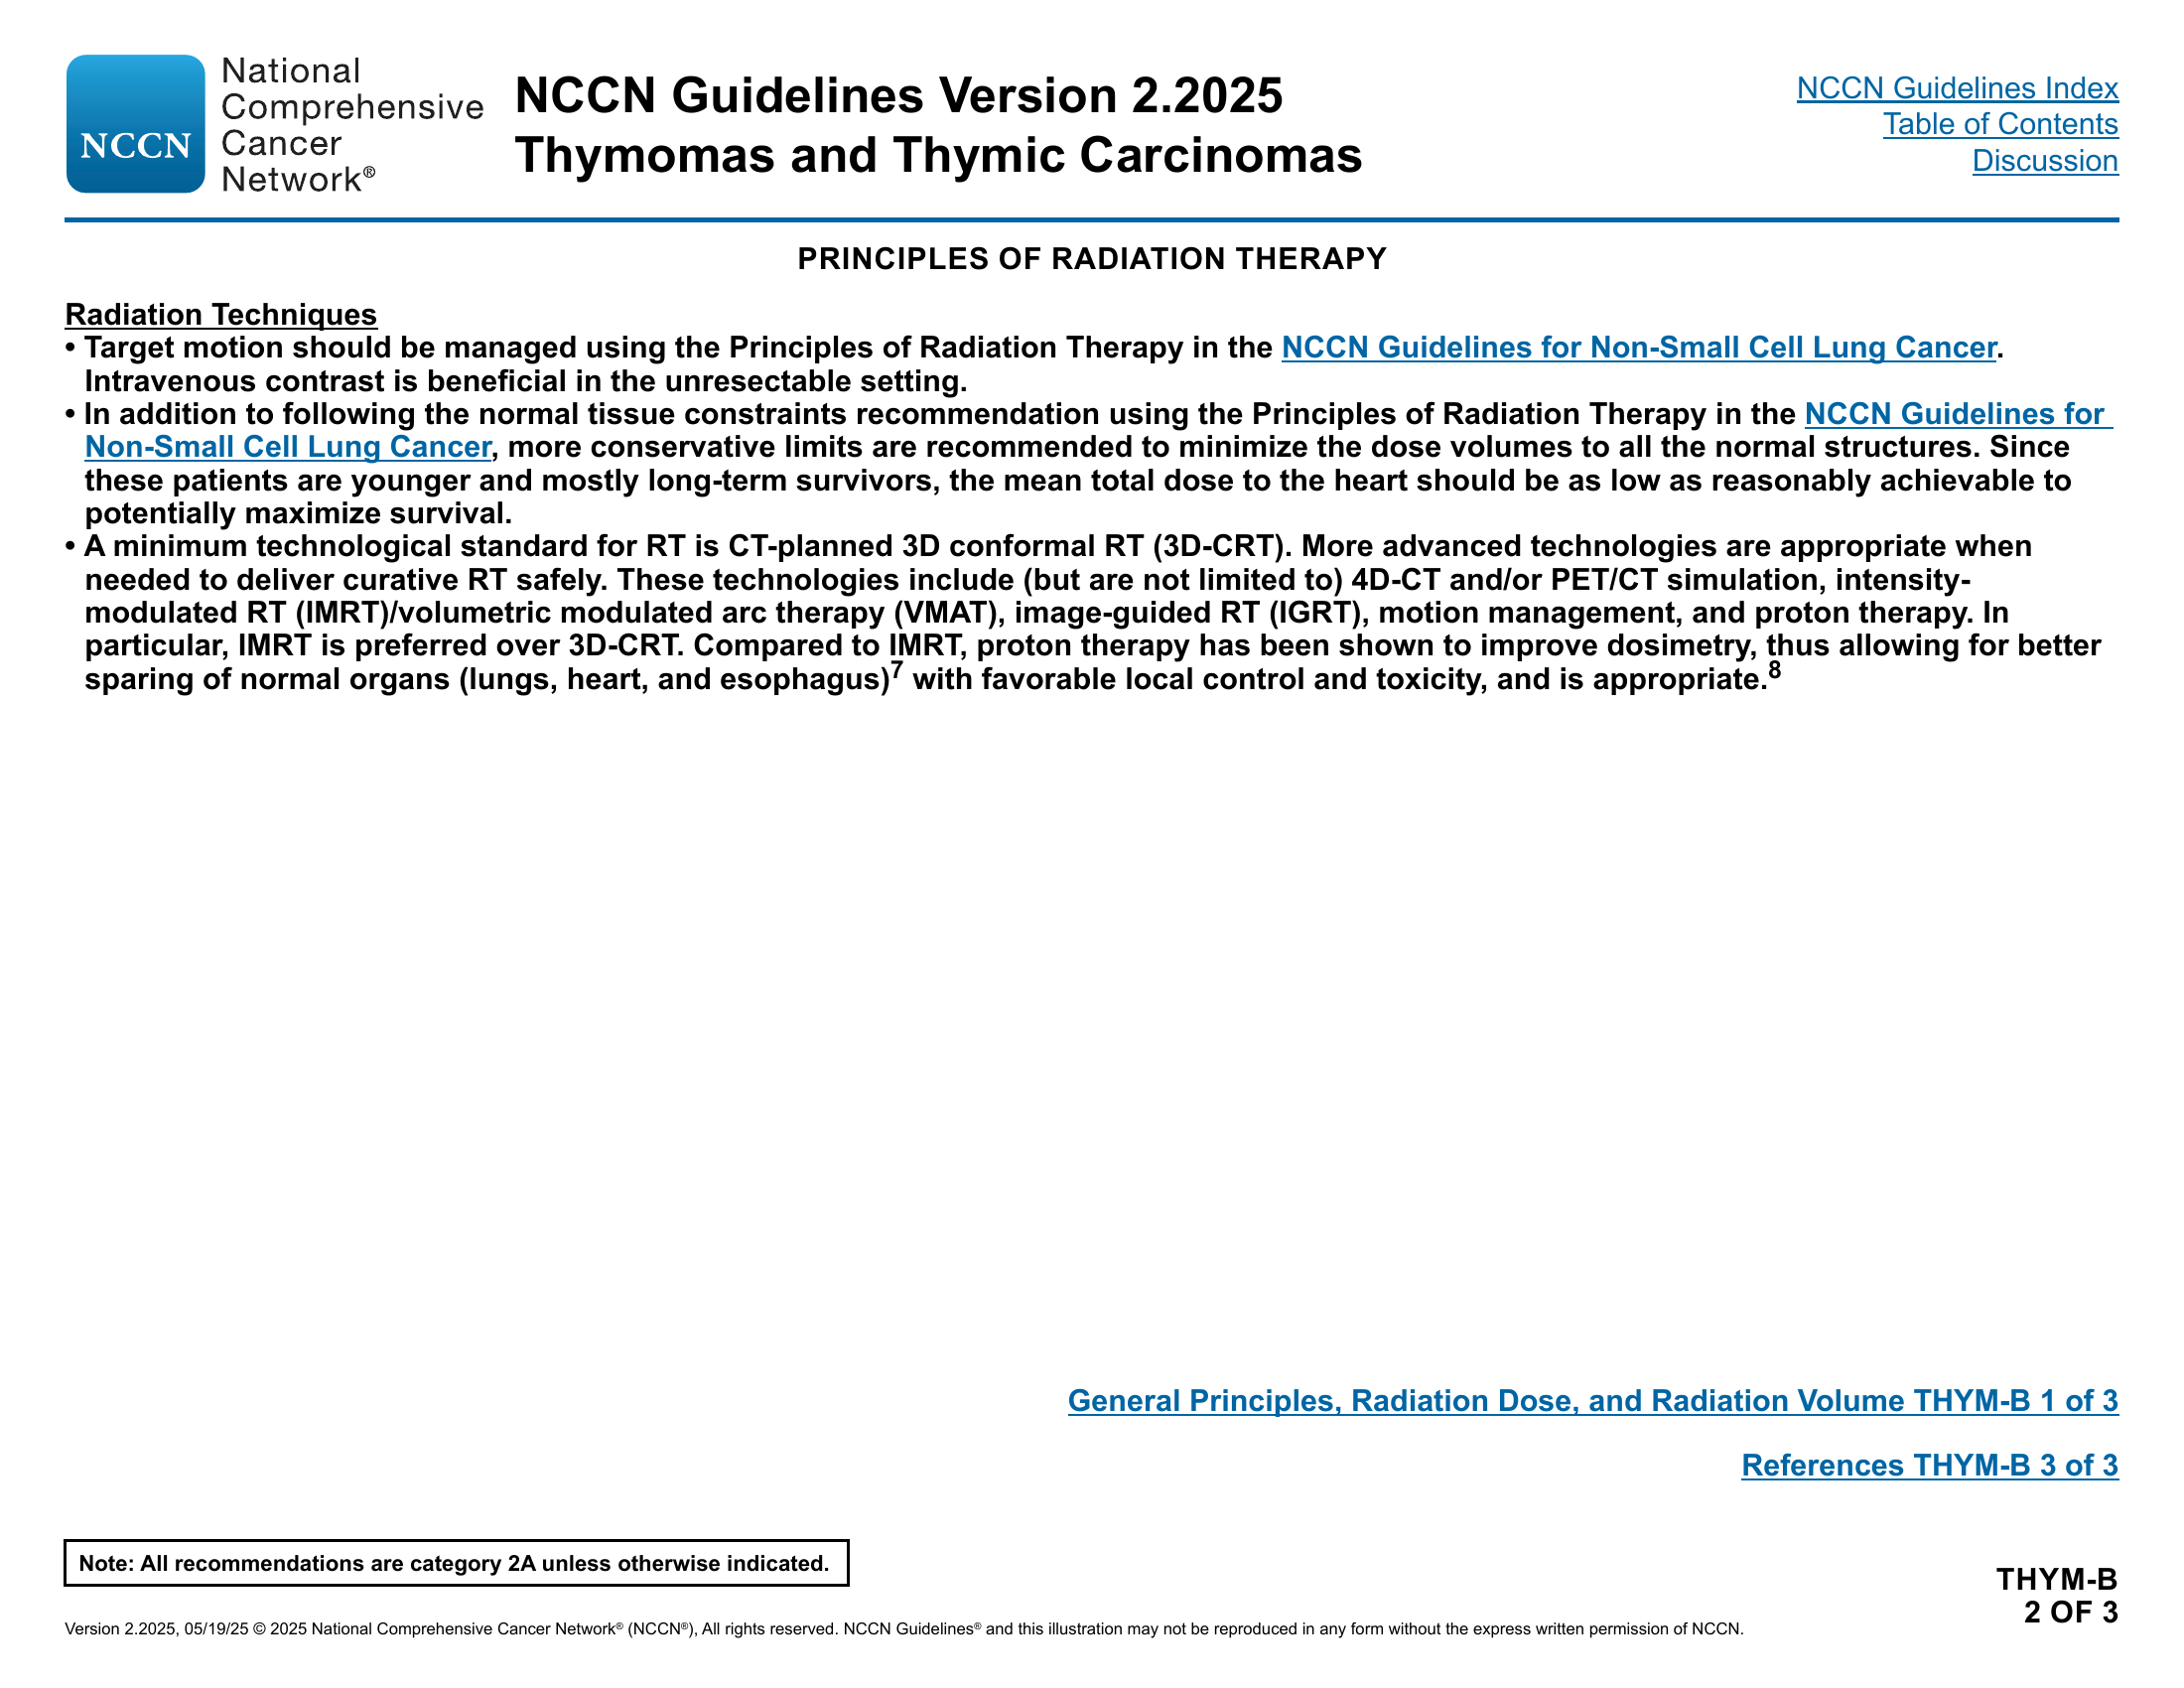 NCCN
National
Comprehensive
Cancer
Network®
NCCN Guidelines Version 2.2025
Thymomas and Thymic Carcinomas
NCCN Guidelines Index
Table of Contents
Discussion
PRINCIPLES OF RADIATION THERAPY
Radiation Techniques
• Target motion should be managed using the Principles of Radiation Therapy in the NCCN Guidelines for Non-Small Cell Lung Cancer.
Intravenous contrast is beneficial in the unresectable setting.
• In addition to following the normal tissue constraints recommendation using the Principles of Radiation Therapy in the NCCN Guidelines for
Non-Small Cell Lung Cancer, more conservative limits are recommended to minimize the dose volumes to all the normal structures. Since
these patients are younger and mostly long-term survivors, the mean total dose to the heart should be as low as reasonably achievable to
potentially maximize survival.
• A minimum technological standard for RT is CT-planned 3D conformal RT (3D-CRT). More advanced technologies are appropriate when
needed to deliver curative RT safely. These technologies include (but are not limited to) 4D-CT and/or PET/CT simulation, intensity-
modulated RT (IMRT)/volumetric modulated arc therapy (VMAT), image-guided RT (IGRT), motion management, and proton therapy. In
particular, IMRT is preferred over 3D-CRT. Compared to IMRT, proton therapy has been shown to improve dosimetry, thus allowing for better
sparing of normal organs (lungs, heart, and esophagus)7 with favorable local control and toxicity, and is appropriate.8
General Principles, Radiation Dose, and Radiation Volume THYM-B 1 of 3
References THYM-B 3 of 3
Note: All recommendations are category 2A unless otherwise indicated.
THYM-B
2 OF 3
Version 2.2025, 05/19/25 © 2025 National Comprehensive Cancer Network® (NCCN®), All rights reserved. NCCN Guidelines® and this illustration may not be reproduced in any form without the express written permission of NCCN.